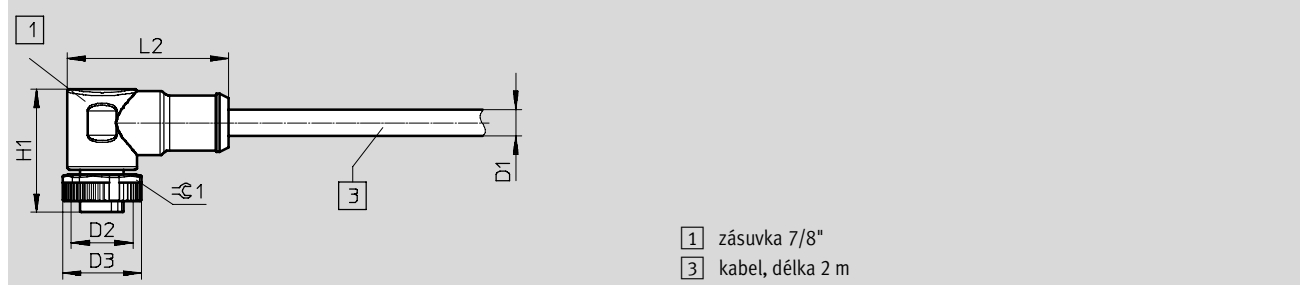 1
L2
H1
D1
1
3
D2
D3
1 zásuvka 7/8"
3 kabel, délka 2 m